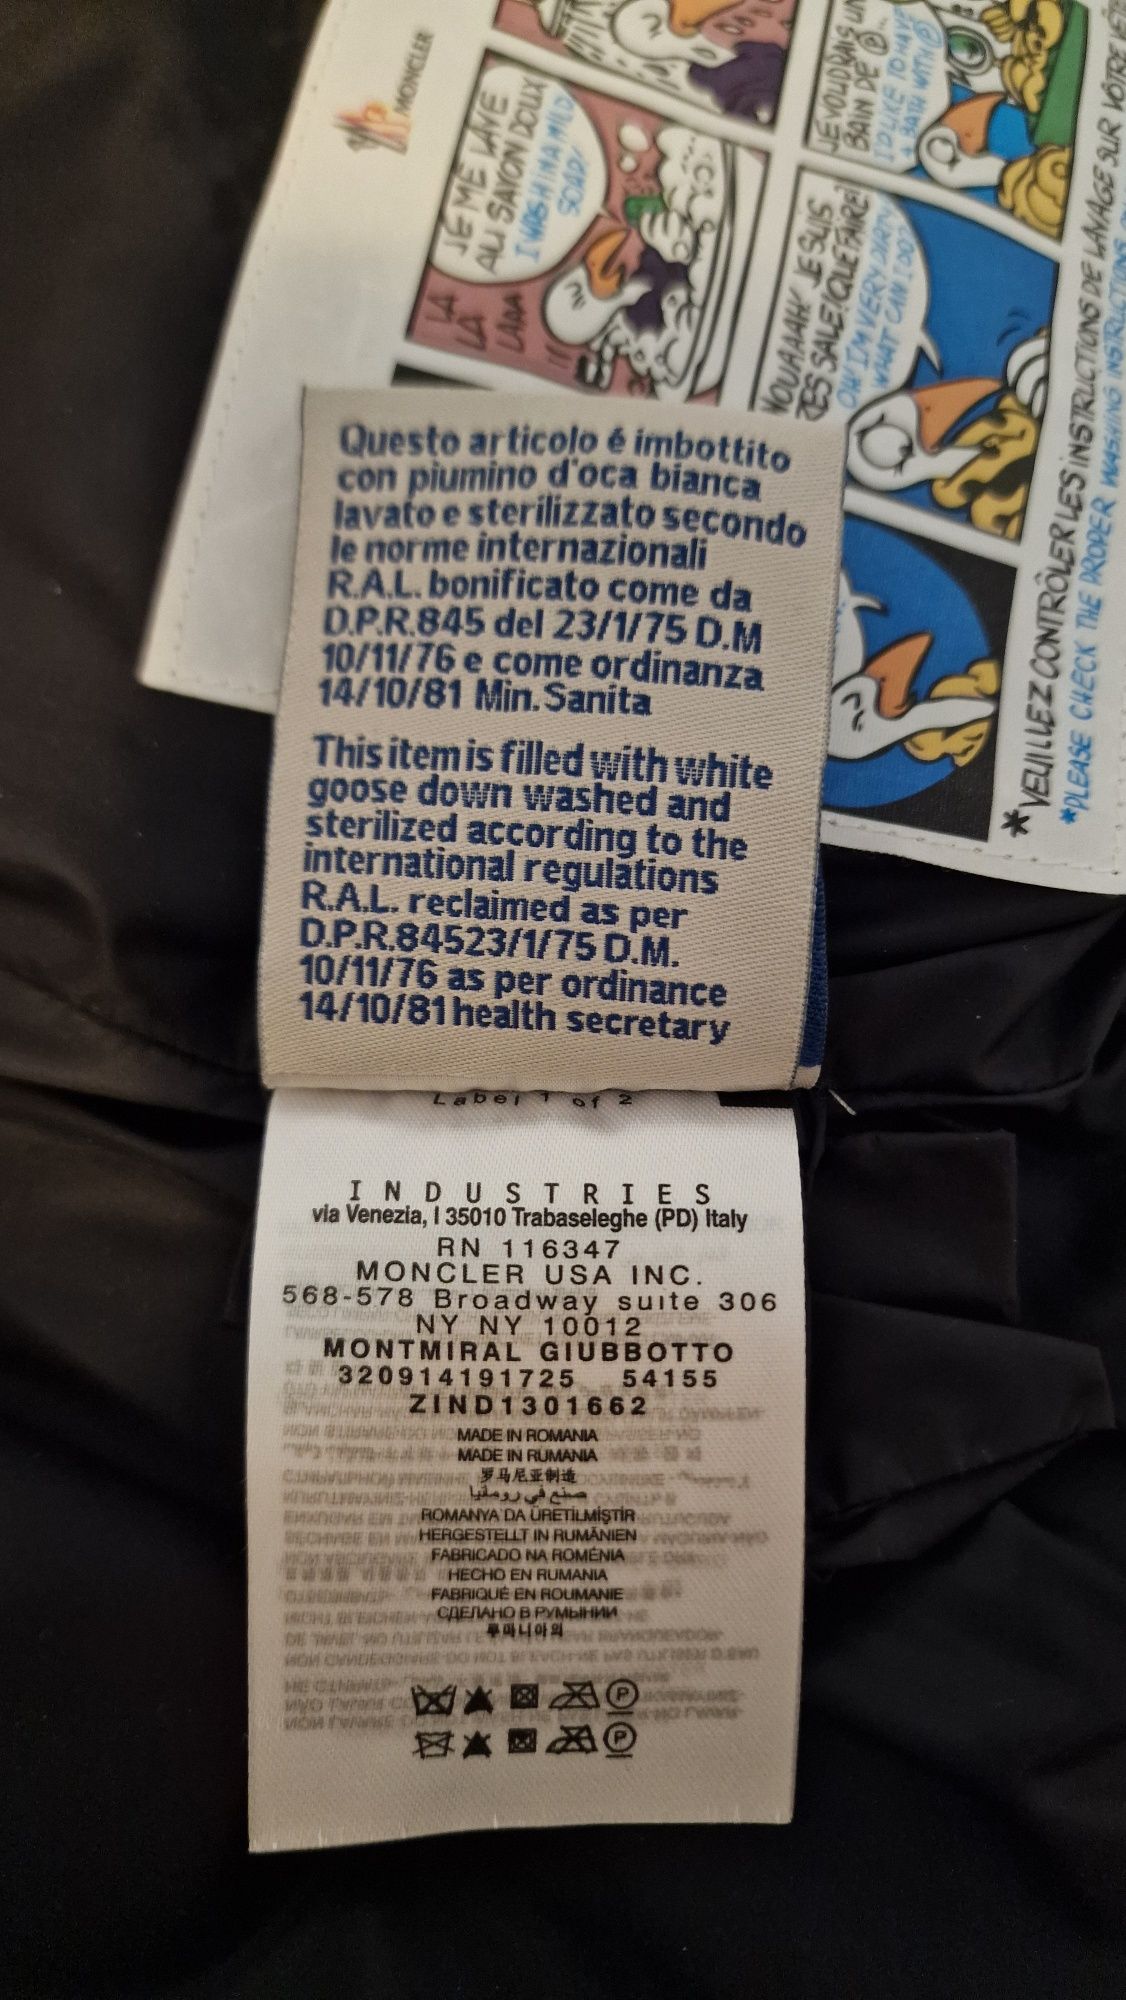 MONCLER
JE ME LAVE
AU SAVON DOUX
I WASH IN A MILD
SOAP!
LA
LA
LAAA
JE VOUDRAIS UN
BAIN DE Ⓟ
I'D LIKE TO HAVE
A BATH WITH Ⓟ
WOUAAAH! JE SUIS
TRES SALE! QUE FAIRE?
OH! I'M VERY DIRTY
WHAT CAN I DO?
*VEUILLEZ CONTRÔLER LES INSTRUCTIONS DE LAVAGE SUR VOTRE
*PLEASE CHECK THE PROPER WASHING INSTRUCTIONS
Questo articolo é imbottito
con piumino d'oca bianca
lavato e sterilizzato secondo
le norme internazionali
R.A.L. bonificato come da
D.P.R.845 del 23/1/75 D.M
10/11/76 e come ordinanza
14/10/81 Min.Sanita
This item is filled with white
goose down washed and
sterilized according to the
international regulations
R.A.L. reclaimed as per
D.P.R.84523/1/75 D.M.
10/11/76 as per ordinance
14/10/81 health secretary
Label 1 of 2
INDUSTRIES
via Venezia, I 35010 Trabaseleghe (PD) Italy
RN 116347
MONCLER USA INC.
568-578 Broadway suite 306
NY NY 10012
MONTMIRAL GIUBBOTTO
320914191725 54155
ZIND1301662
MADE IN ROMANIA
MADE IN RUMANIA
罗马尼亚制造
صنع في رومانيا
ROMANYA'DA ÜRETİLMİŞTİR
HERGESTELLT IN RUMÄNIEN
FABRICADO NA ROMÉNIA
HECHO EN RUMANIA
FABRIQUÉ EN ROUMANIE
СДЕЛАНО В РУМЫНИИ
루마니아의
P
P